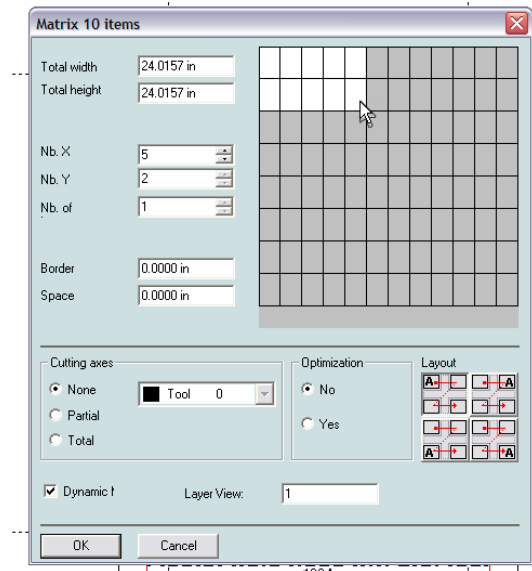 Matrix 10 items
Total width 24.0157 in
Total height 24.0157 in
Nb. X 5
Nb. Y 2
Nb. of 1
Border 0.0000 in
Space 0.0000 in
Cutting axes Optimization Layout
None Tool 0 No
Partial
Yes
Total
A A
A A
Dynamic Layer View: 1
OK Cancel